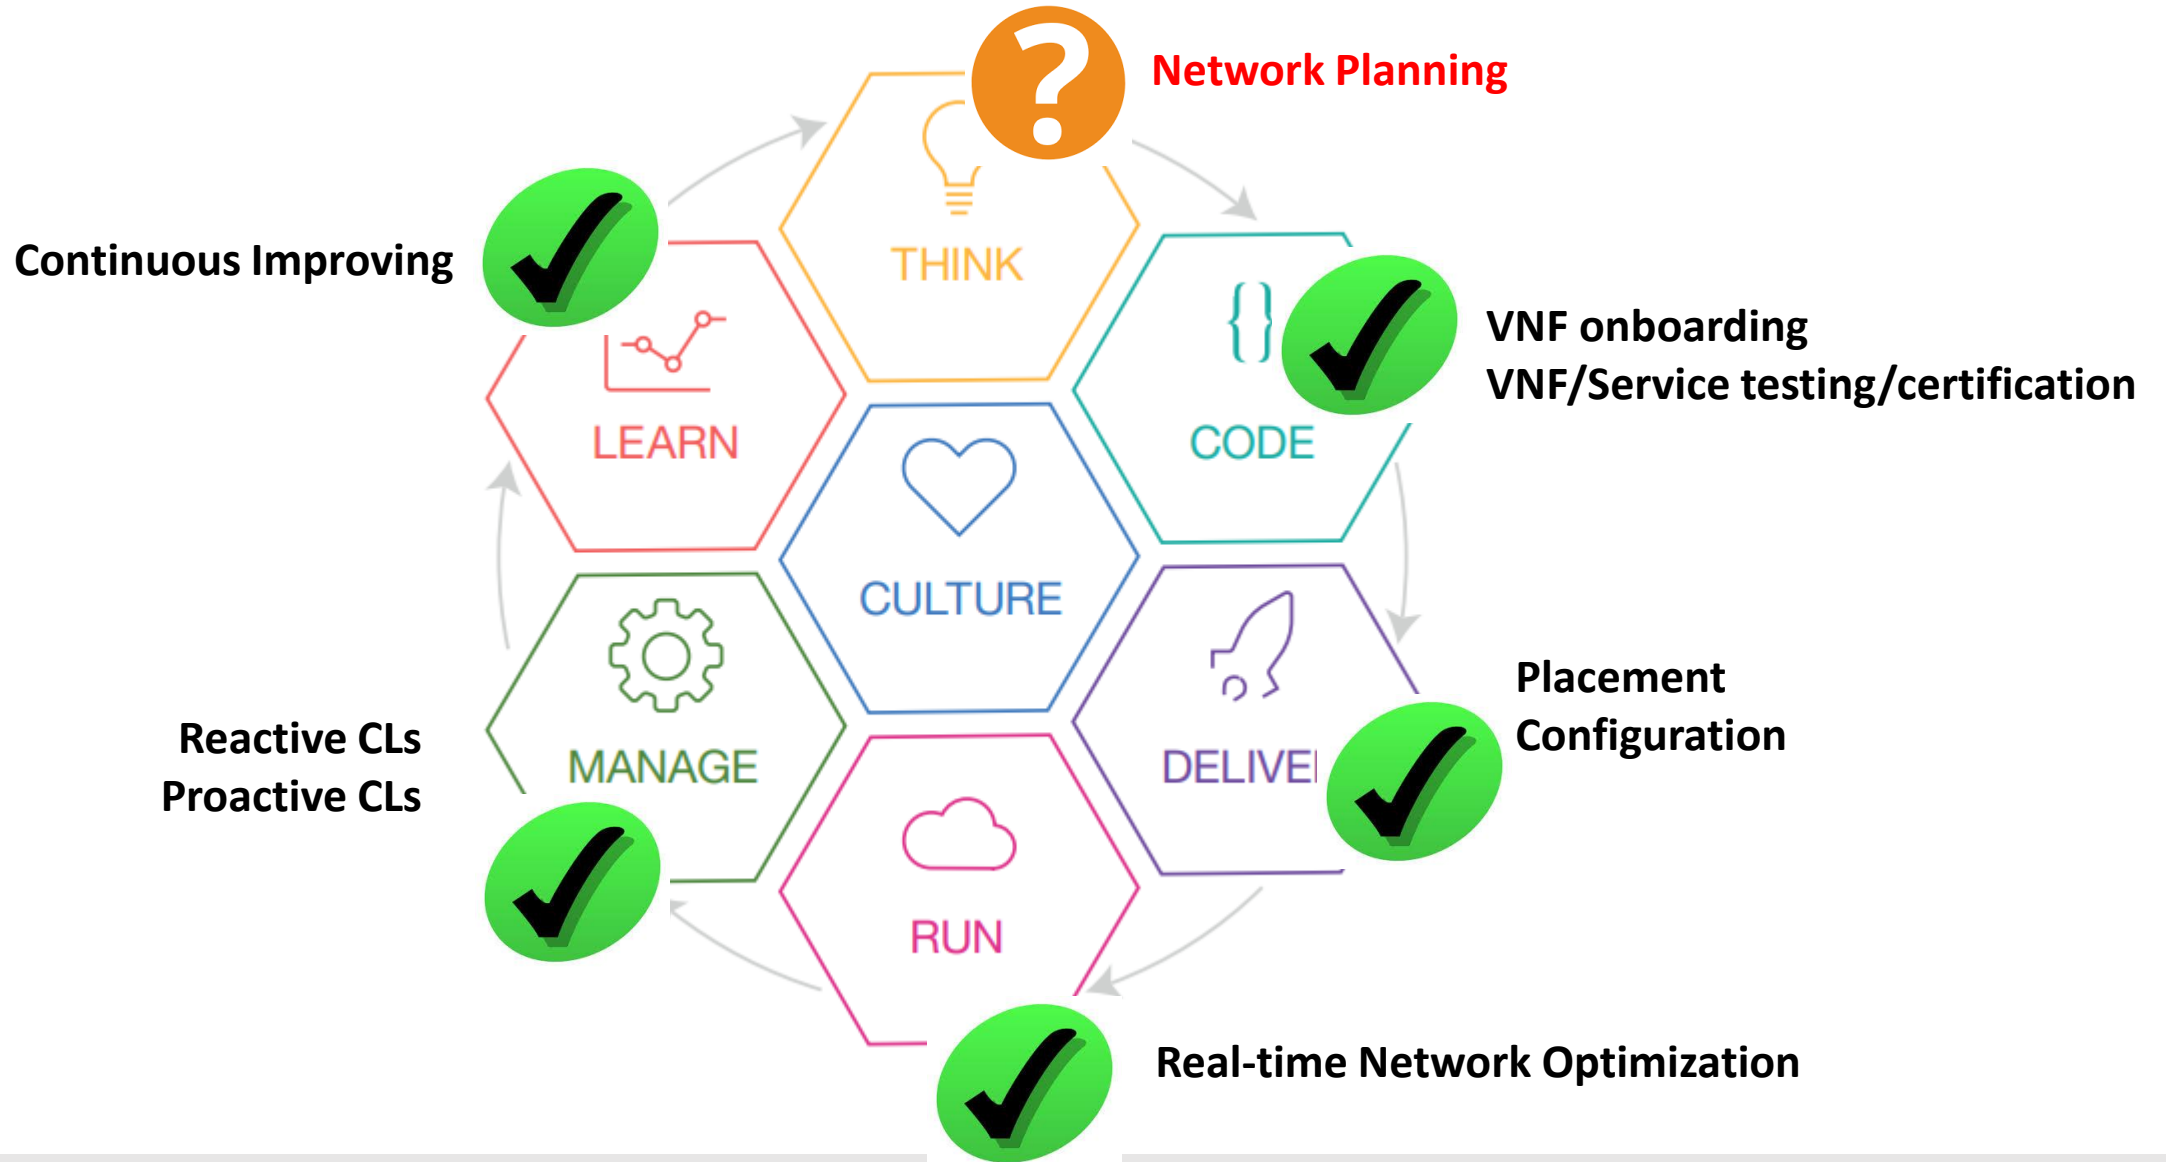 ?
Network Planning
Continuous Improving
THINK
{}
VNF onboarding
VNF/Service testing/certification
LEARN
CODE
CULTURE
Placement
Configuration
Reactive CLs
Proactive CLs
MANAGE
DELIVE
RUN
Real-time Network Optimization